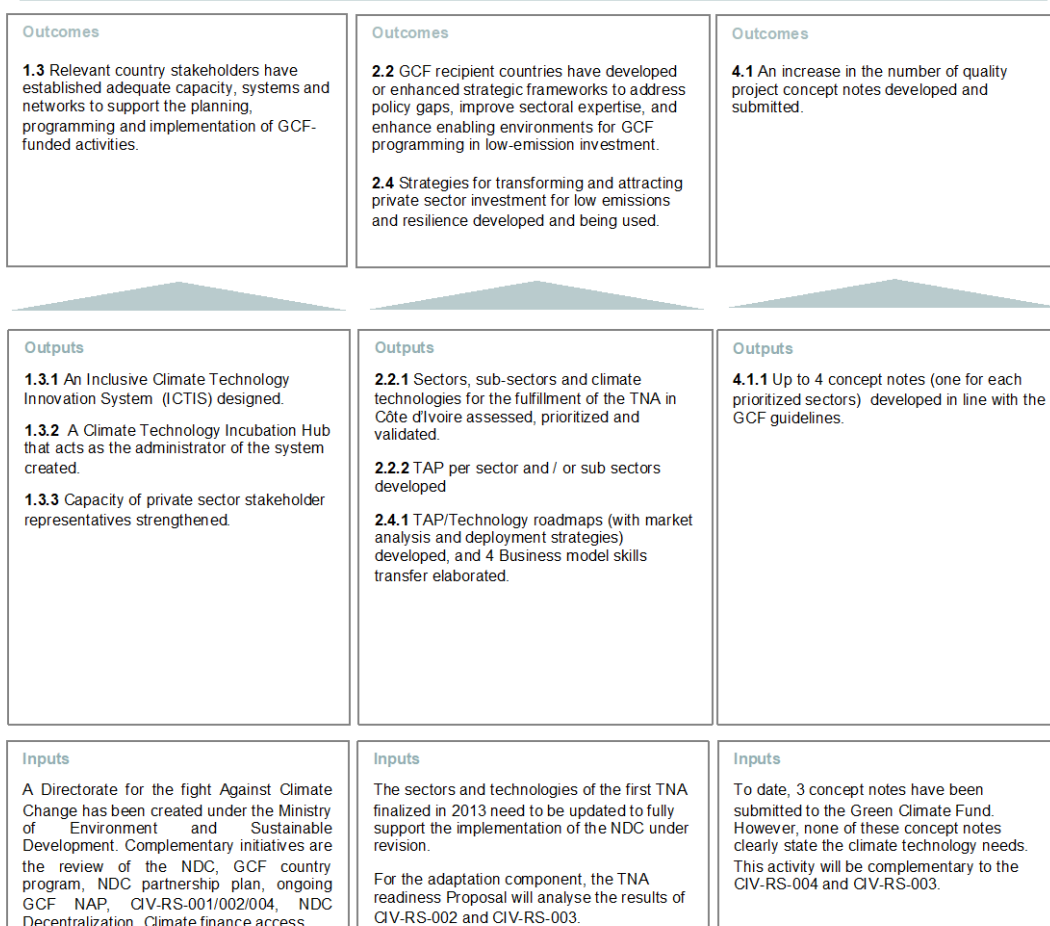 Outcomes
1.3 Relevant country stakeholders have
established adequate capacity, systems and
networks to support the planning,
programming and implementation of GCF-
funded activities.
Outcomes
2.2 GCF recipient countries have developed
or enhanced strategic frameworks to address
policy gaps, improve sectoral expertise, and
enhance enabling environments for GCF
programming in low-emission investment.
2.4 Strategies for transforming and attracting
private sector investment for low emissions
and resilience developed and being used.
Outcomes
4.1 An increase in the number of quality
project concept notes developed and
submitted.
Outputs
1.3.1 An Inclusive Climate Technology
Innovation System (ICTIS) designed.
1.3.2 A Climate Technology Incubation Hub
that acts as the administrator of the system
created.
1.3.3 Capacity of private sector stakeholder
representatives strengthened.
Outputs
2.2.1 Sectors, sub-sectors and climate
technologies for the fulfillment of the TNA in
Côte d'Ivoire assessed, prioritized and
validated.
2.2.2 TAP per sector and / or sub sectors
developed
2.4.1 TAP/Technology roadmaps (with market
analysis and deployment strategies)
developed, and 4 Business model skills
transfer elaborated.
Outputs
4.1.1 Up to 4 concept notes (one for each
prioritized sectors) developed in line with the
GCF guidelines.
Inputs
A Directorate for the fight Against Climate
Change has been created under the Ministry
of Environment and Sustainable
Development. Complementary initiatives are
the review of the NDC, GCF country
program, NDC partnership plan, ongoing
GCF NAP, CIV-RS-001/002/004, NDC
Decentralization, Climate finance access
Inputs
The sectors and technologies of the first TNA
finalized in 2013 need to be updated to fully
support the implementation of the NDC under
revision.
For the adaptation component, the TNA
readiness Proposal will analyse the results of
CIV-RS-002 and CIV-RS-003.
Inputs
To date, 3 concept notes have been
submitted to the Green Climate Fund.
However, none of these concept notes
clearly state the climate technology needs.
This activity will be complementary to the
CIV-RS-004 and CIV-RS-003.